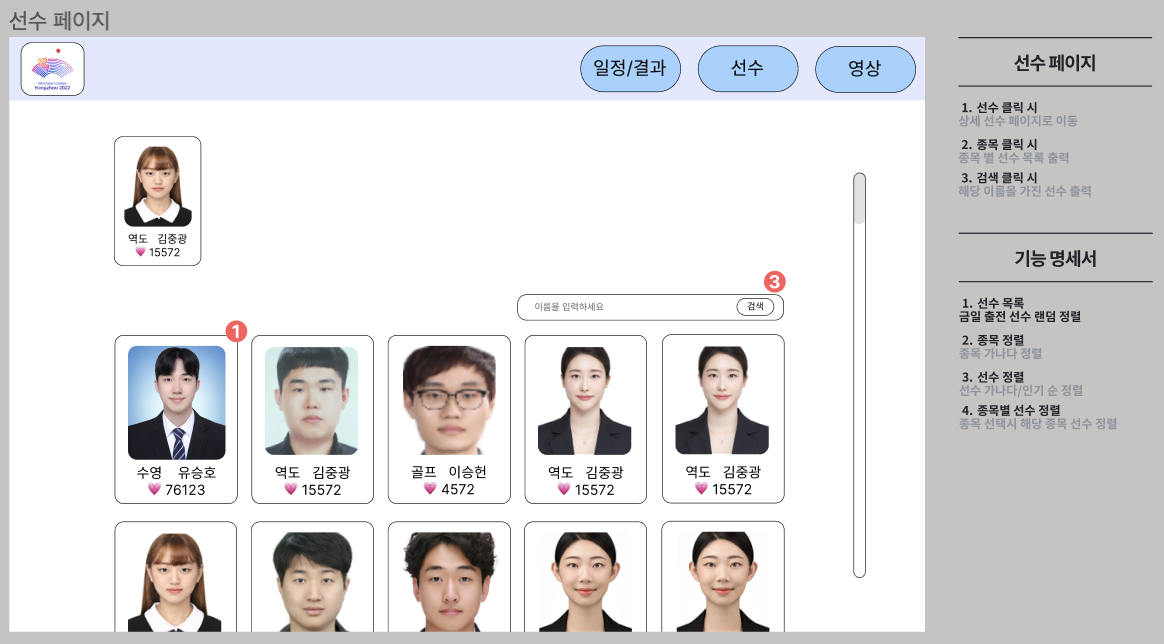 선수 페이지
일정/결과
선수
영상
Hangzhou 2022
역도 김중광
💗 15572
3
이름을 입력하세요
검색
1
수영 유승호
💗 76123
역도 김중광
💗 15572
골프 이승헌
💗 4572
역도 김중광
💗 15572
역도 김중광
💗 15572
선수 페이지
1. 선수 클릭 시
상세 선수 페이지로 이동
2. 종목 클릭 시
종목 별 선수 목록 출력
3. 검색 클릭 시
해당 이름을 가진 선수 출력
기능 명세서
1. 선수 목록
금일 출전 선수 랜덤 정렬
2. 종목 정렬
종목 가나다 정렬
3. 선수 정렬
선수 가나다/인기 순 정렬
4. 종목별 선수 정렬
종목 선택시 해당 종목 선수 정렬